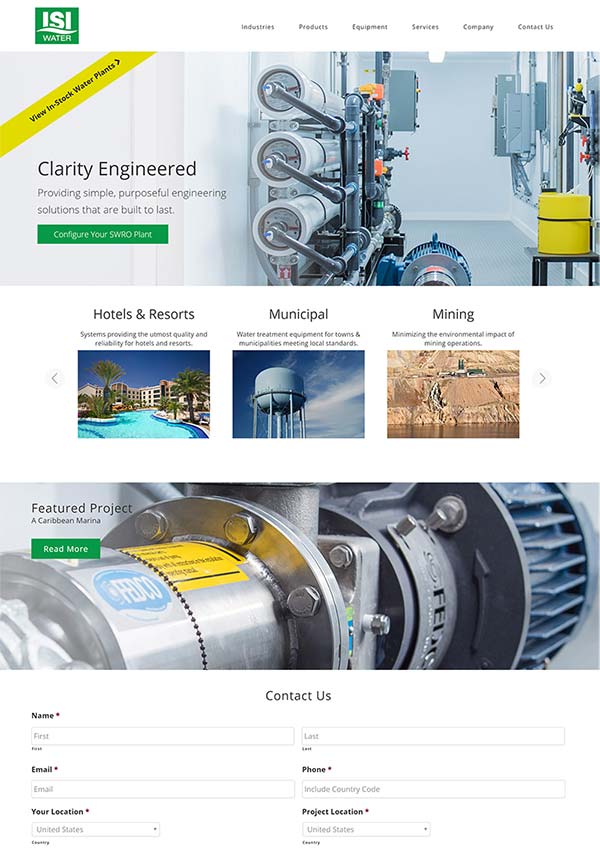 ISI
WATER
Industries Products Equipment Services Company Contact Us
View In-Stock Water Plants
Clarity Engineered
Providing simple, purposeful engineering
solutions that are built to last.
Configure Your SWRO Plant
Hotels & Resorts
Systems providing the utmost quality and
reliability for hotels and resorts.
Municipal
Water treatment equipment for towns &
municipalities meeting local standards.
Mining
Minimizing the environmental impact of
mining operations.
Featured Project
A Caribbean Marina
Read More
FEDCO
Contact Us
Name *
First
Last
First
Last
Email *
Phone *
Email
Include Country Code
Your Location *
Project Location *
United States
United States
Country
Country